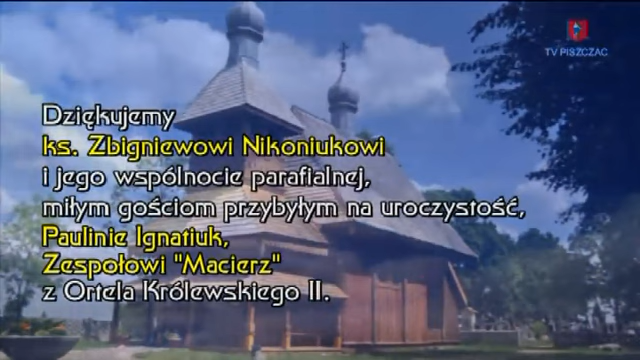 TV PISZCZAC
Dziękujemy
ks. Zbigniewowi Nikoniukowi
i jego wspólnocie parafialnej,
miłym gościom przybyłym na uroczystość,
Paulinie Ignatiuk,
Zespołowi "Macierz"
z Ortela Królewskiego II.